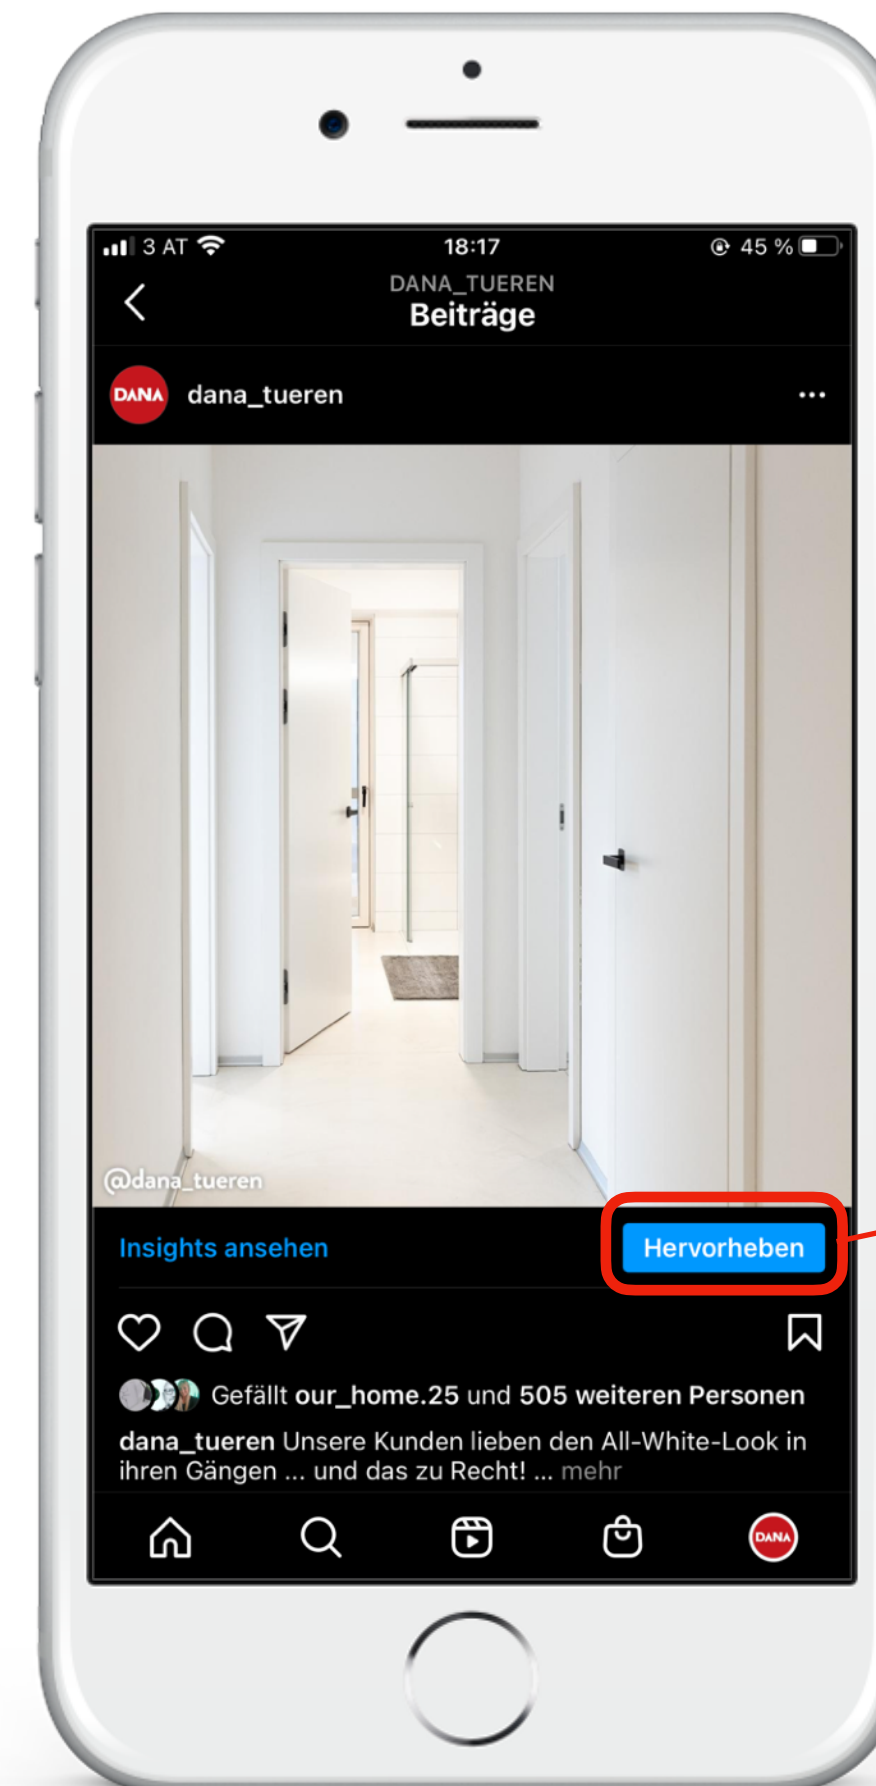 3 AT
18:17
45 %
DANA_TUEREN
Beiträge
DANA
dana_tueren
@dana_tueren
Insights ansehen
Hervorheben
Gefällt our_home.25 und 505 weiteren Personen
dana_tueren Unsere Kunden lieben den All-White-Look in
ihren Gängen ... und das zu Recht! ... mehr
DANA